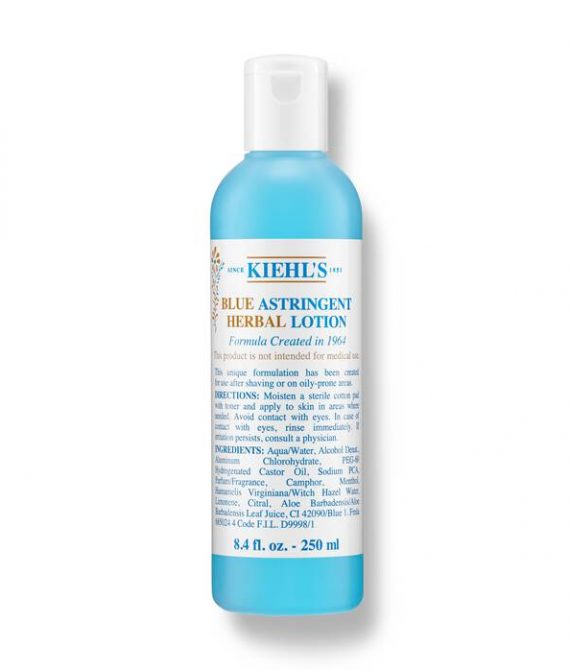 SINCE KIEHL'S 1851
BLUE ASTRINGENT
HERBAL LOTION
Formula Created in 1964
This product is not intended for medical use.
This unique formulation has been created
for use after shaving or on oily-prone areas.
DIRECTIONS: Moisten a sterile cotton pad
with toner and apply to skin in areas where
needed. Avoid contact with eyes. In case of
contact with eyes, rinse immediately. If
irritation persists, consult a physician.
INGREDIENTS: Aqua/Water, Alcohol Denat.,
Aluminum Chlorohydrate, PEG-60
Hydrogenated Castor Oil, Sodium PCA,
Parfum/Fragrance, Camphor, Menthol,
Hamamelis Virginiana/Witch Hazel Water,
Limonene, Citral, Aloe Barbadensis/Aloe
Barbadensis Leaf Juice, CI 42090/Blue 1.
4 Code F.I.L. D9998/1
8.4 fl. oz. - 250 ml